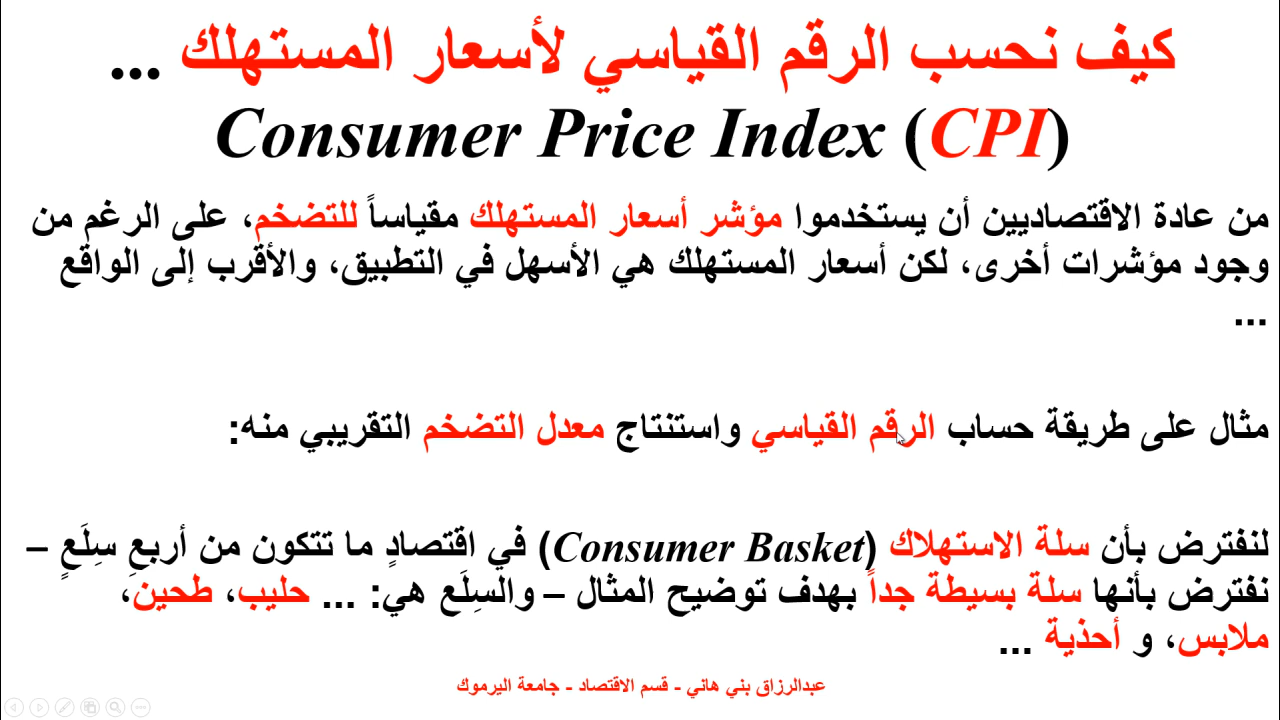 كيف نحسب الرقم القياسي لأسعار المستهلك ...
Consumer Price Index (CPI)
من عادة الاقتصاديين أن يستخدموا مؤشر أسعار المستهلك مقياساً للتضخم، على الرغم من
وجود مؤشرات أخرى، لكن أسعار المستهلك هي الأسهل في التطبيق، والأقرب إلى الواقع
...
مثال على طريقة حساب الرقم القياسي واستنتاج معدل التضخم التقريبي منه:
لنفترض بأن سلة الاستهلاك (Consumer Basket) في اقتصادٍ ما تتكون من أربعِ سِلَعٍ –
نفترض بأنها سلة بسيطة جداً بهدف توضيح المثال – والسِلَع هي: ... حليب، طحين،
ملابس، و أحذية ...
عبدالرزاق بني هاني - قسم الاقتصاد - جامعة اليرموك